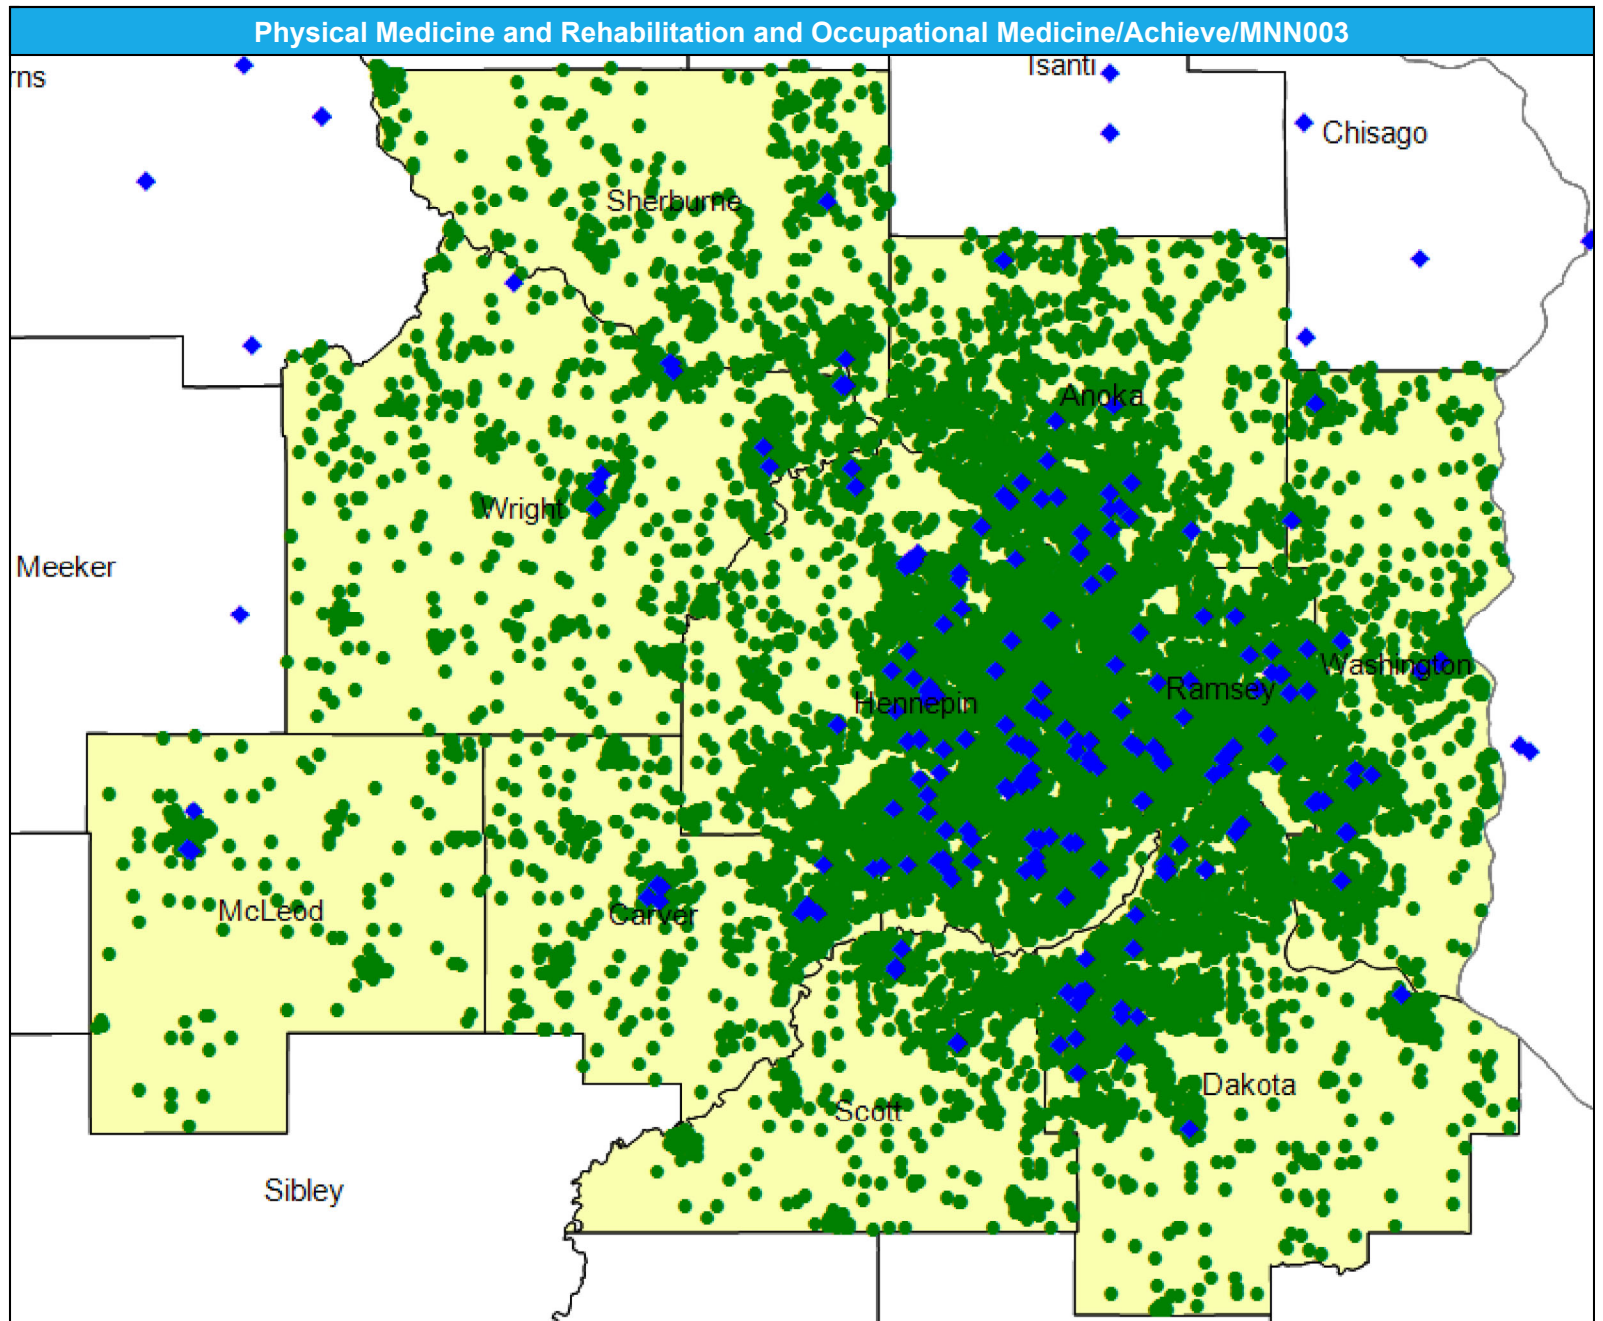 Physical Medicine and Rehabilitation and Occupational Medicine/Achieve/MNN003
rns
Isanti
Chisago
Sherburne
Anoka
Wright
Meeker
Washington
Ramsey
Hennepin
McLeod
Carver
Dakota
Scott
Sibley